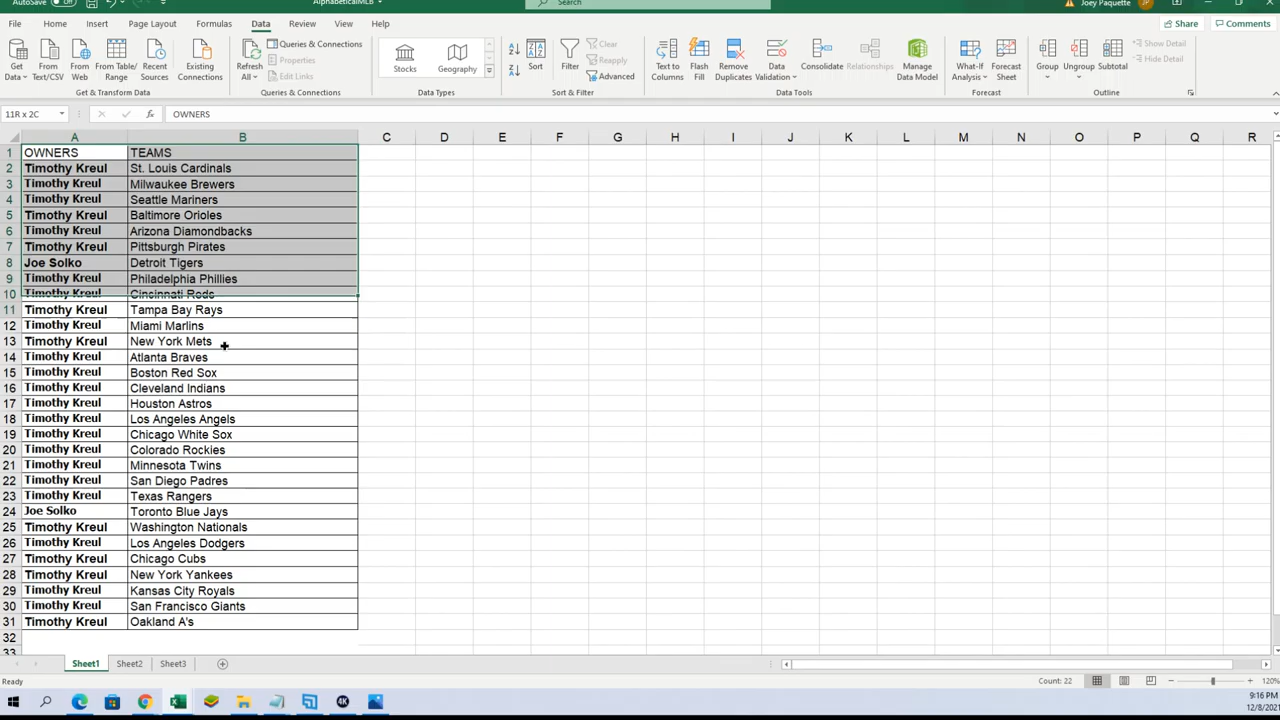 AutoSave Off AlphabeticalMLB Search Joey Paquette JP
File Home Insert Page Layout Formulas Data Review View Help Share Comments
Get Data From Text/CSV From Web From Table/Range Recent Sources Existing Connections Refresh All Queries & Connections Properties Edit Links Stocks Geography Sort Filter Clear Reapply Advanced Text to Columns Flash Fill Remove Duplicates Data Validation Consolidate Relationships Manage Data Model What-If Analysis Forecast Sheet Group Ungroup Subtotal Show Detail Hide Detail
Get & Transform Data Queries & Connections Data Types Sort & Filter Data Tools Forecast Outline
11R x 2C fx OWNERS
A B C D E F G H I J K L M N O P Q R
1 OWNERS TEAMS
2 Timothy Kreul St. Louis Cardinals
3 Timothy Kreul Milwaukee Brewers
4 Timothy Kreul Seattle Mariners
5 Timothy Kreul Baltimore Orioles
6 Timothy Kreul Arizona Diamondbacks
7 Timothy Kreul Pittsburgh Pirates
8 Joe Solko Detroit Tigers
9 Timothy Kreul Philadelphia Phillies
10 Timothy Kreul Cincinnati Reds
11 Timothy Kreul Tampa Bay Rays
12 Timothy Kreul Miami Marlins
13 Timothy Kreul New York Mets
14 Timothy Kreul Atlanta Braves
15 Timothy Kreul Boston Red Sox
16 Timothy Kreul Cleveland Indians
17 Timothy Kreul Houston Astros
18 Timothy Kreul Los Angeles Angels
19 Timothy Kreul Chicago White Sox
20 Timothy Kreul Colorado Rockies
21 Timothy Kreul Minnesota Twins
22 Timothy Kreul San Diego Padres
23 Timothy Kreul Texas Rangers
24 Joe Solko Toronto Blue Jays
25 Timothy Kreul Washington Nationals
26 Timothy Kreul Los Angeles Dodgers
27 Timothy Kreul Chicago Cubs
28 Timothy Kreul New York Yankees
29 Timothy Kreul Kansas City Royals
30 Timothy Kreul San Francisco Giants
31 Timothy Kreul Oakland A's
32
33
Sheet1 Sheet2 Sheet3
Ready Count: 22 120%
9:16 PM
12/8/2021